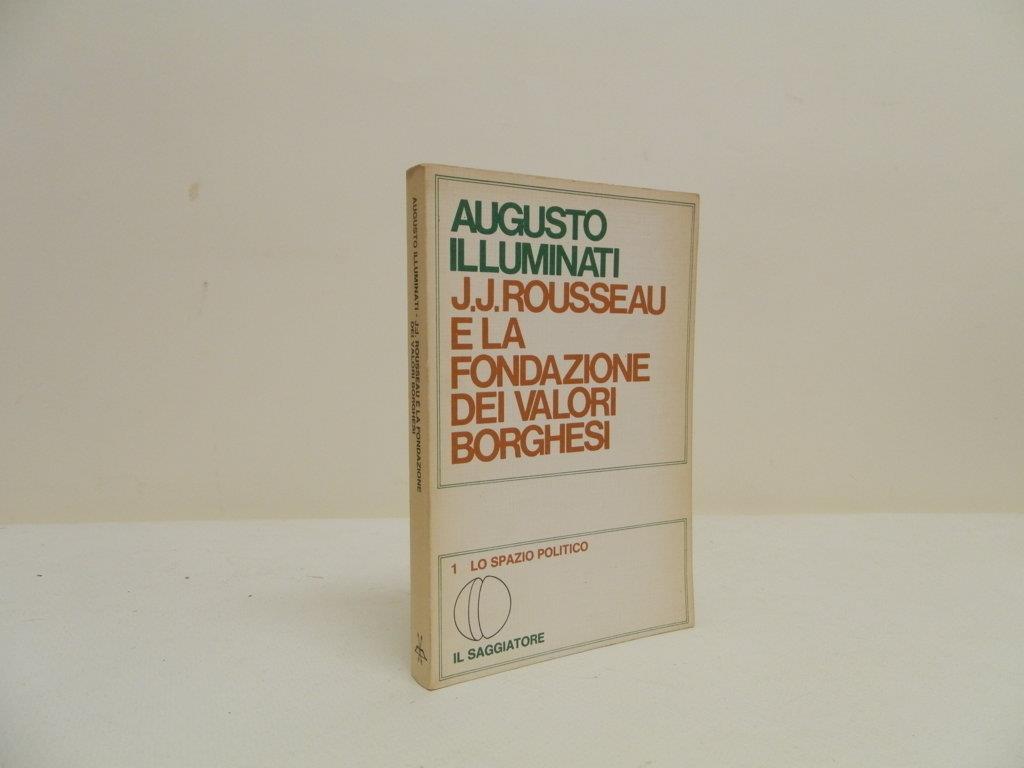 AUGUSTO
ILLUMINATI
J.J.ROUSSEAU
E LA
FONDAZIONE
DEI VALORI
BORGHESI
1 LO SPAZIO POLITICO
IL SAGGIATORE
AUGUSTO ILLUMINATI - J.J. ROUSSEAU E LA FONDAZIONE
DEI VALORI BORGHESI